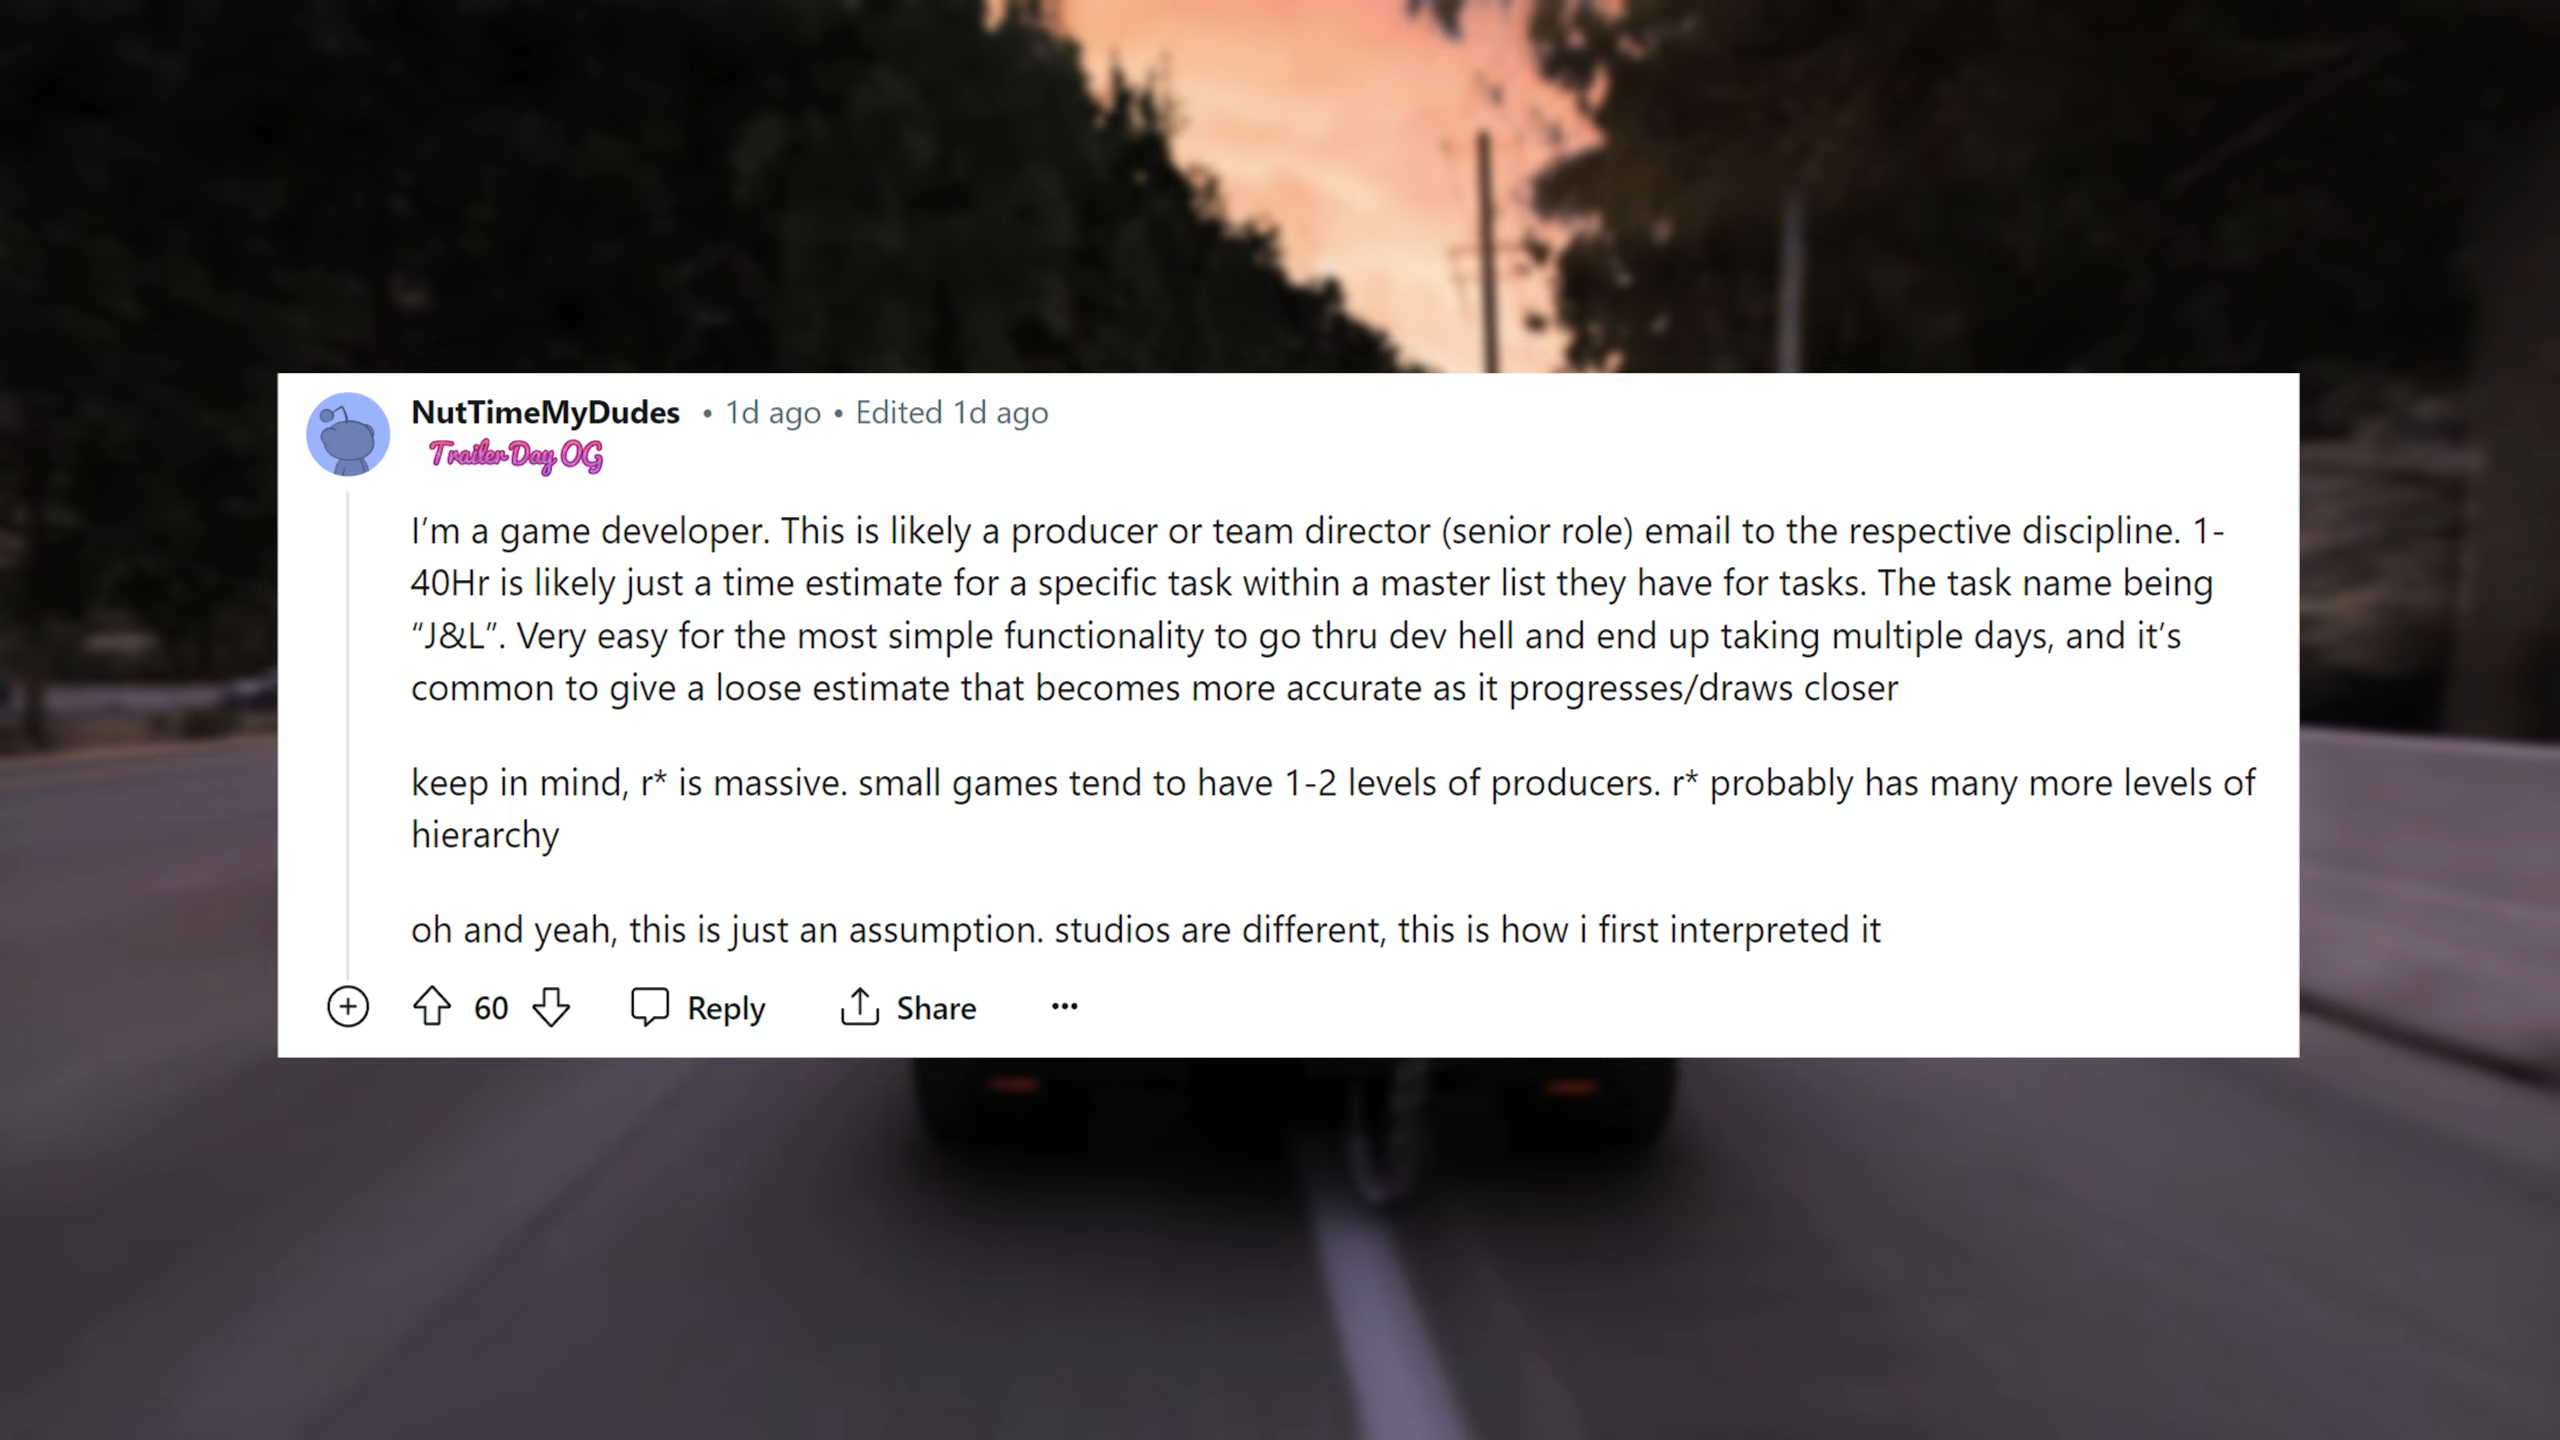 NutTimeMyDudes • 1d ago • Edited 1d ago
Trailer Day OG
I’m a game developer. This is likely a producer or team director (senior role) email to the respective discipline. 1-
40Hr is likely just a time estimate for a specific task within a master list they have for tasks. The task name being
“J&L”. Very easy for the most simple functionality to go thru dev hell and end up taking multiple days, and it’s
common to give a loose estimate that becomes more accurate as it progresses/draws closer
keep in mind, r* is massive. small games tend to have 1-2 levels of producers. r* probably has many more levels of
hierarchy
oh and yeah, this is just an assumption. studios are different, this is how i first interpreted it
60 Reply Share